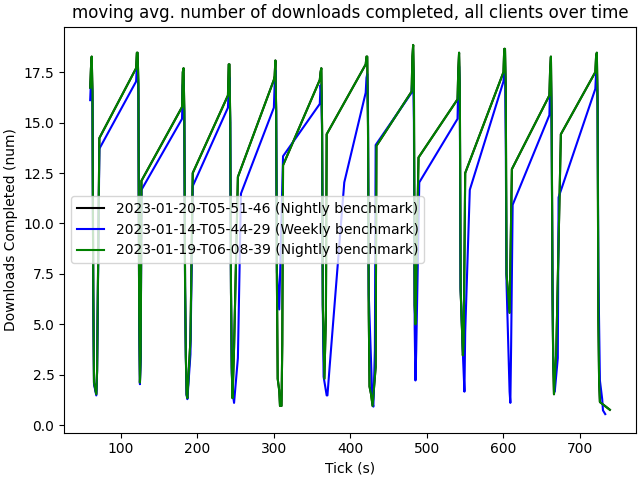 moving avg. number of downloads completed, all clients over time
Downloads Completed (num)
17.5
15.0
12.5
10.0
7.5
5.0
2.5
0.0
2023-01-20-T05-51-46 (Nightly benchmark)
2023-01-14-T05-44-29 (Weekly benchmark)
2023-01-19-T06-08-39 (Nightly benchmark)
100 200 300 400 500 600 700
Tick (s)